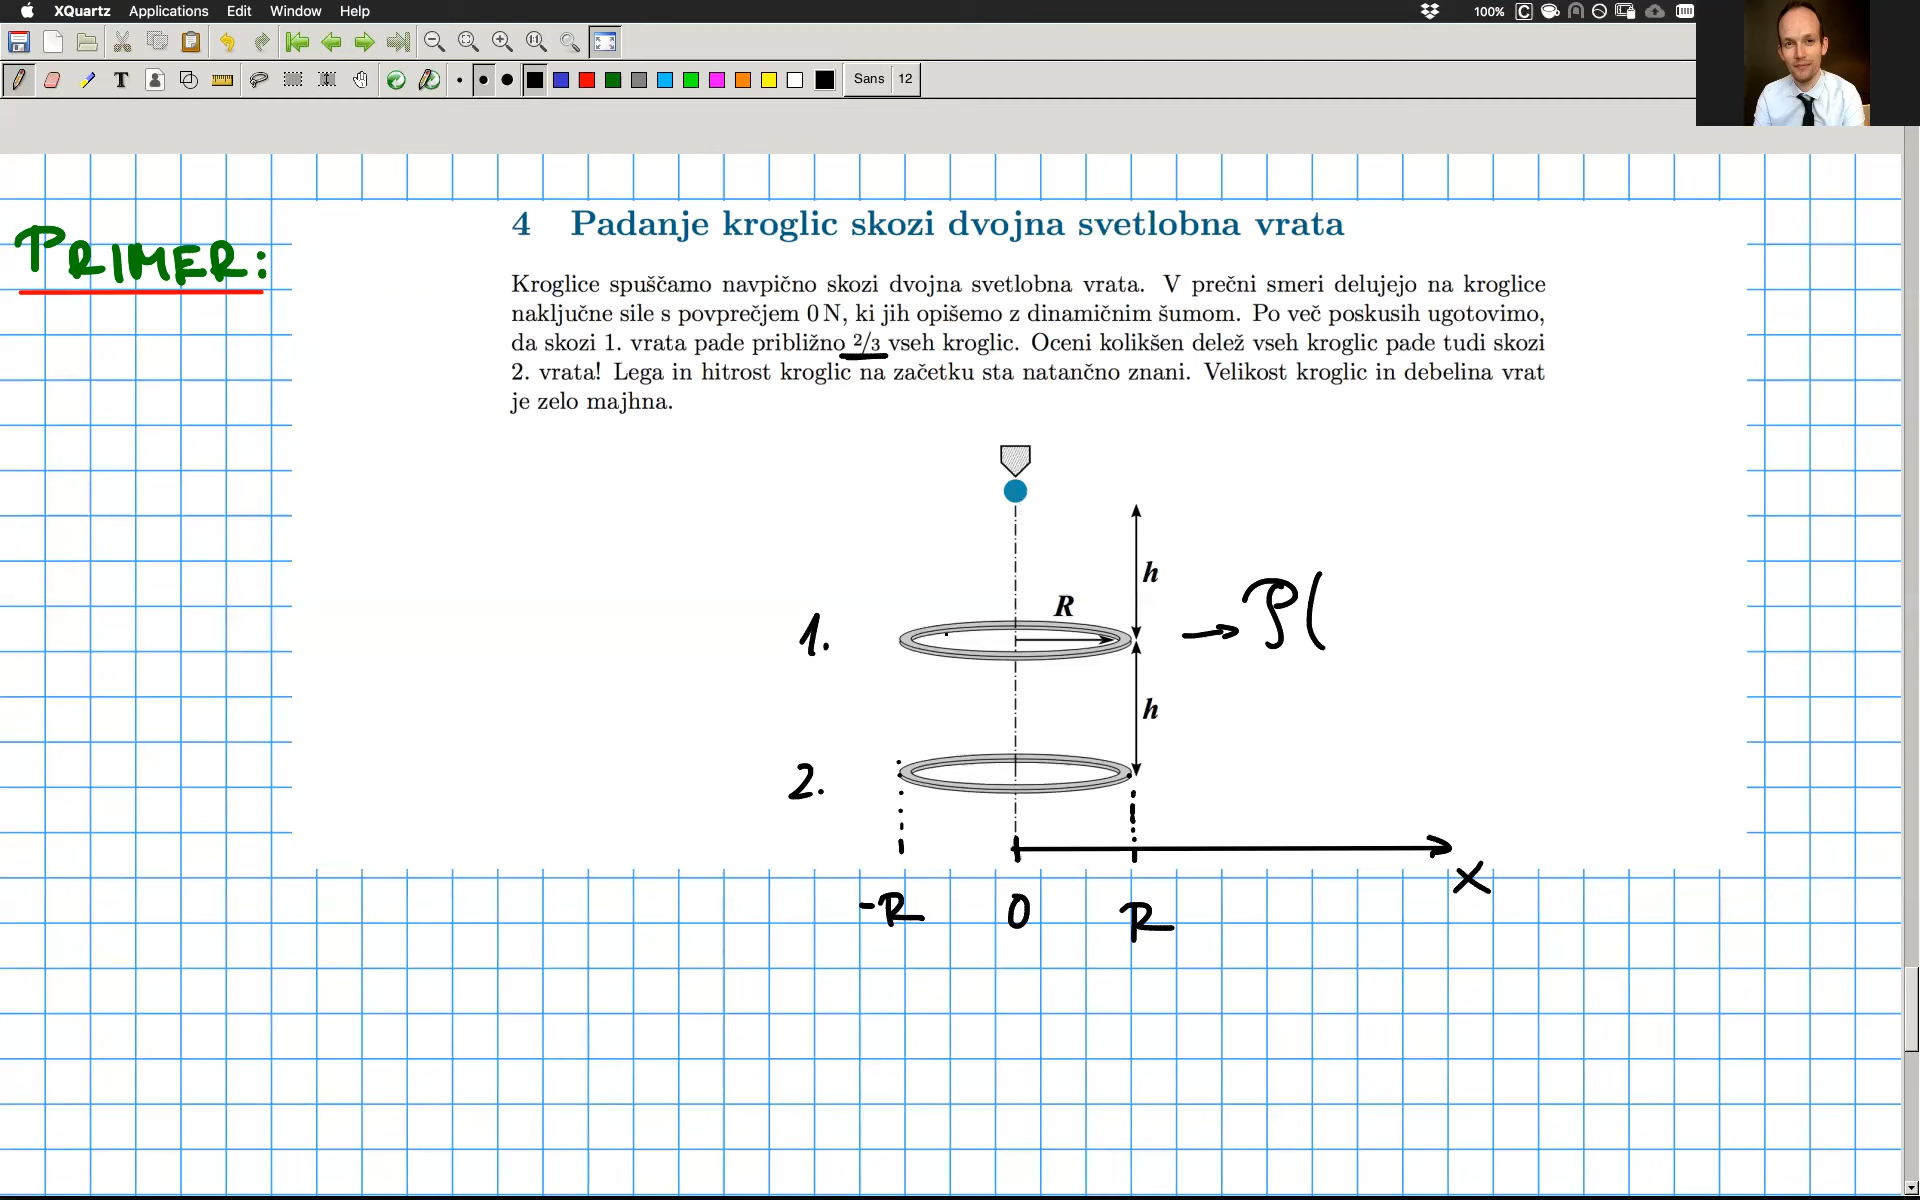 XQuartz Applications Edit Window Help
100%
T
Sans 12
PRIMER:
4 Padanje kroglic skozi dvojna svetlobna vrata
Kroglice spuščamo navpično skozi dvojna svetlobna vrata. V prečni smeri delujejo na kroglice
naključne sile s povprečjem 0 N, ki jih opišemo z dinamičnim šumom. Po več poskusih ugotovimo,
da skozi 1. vrata pade približno 2/3 vseh kroglic. Oceni kolikšen delež vseh kroglic pade tudi skozi
2. vrata! Lega in hitrost kroglic na začetku sta natančno znani. Velikost kroglic in debelina vrat
je zelo majhna.
h
R
1.
→ P(
h
2.
x
-R 0 R